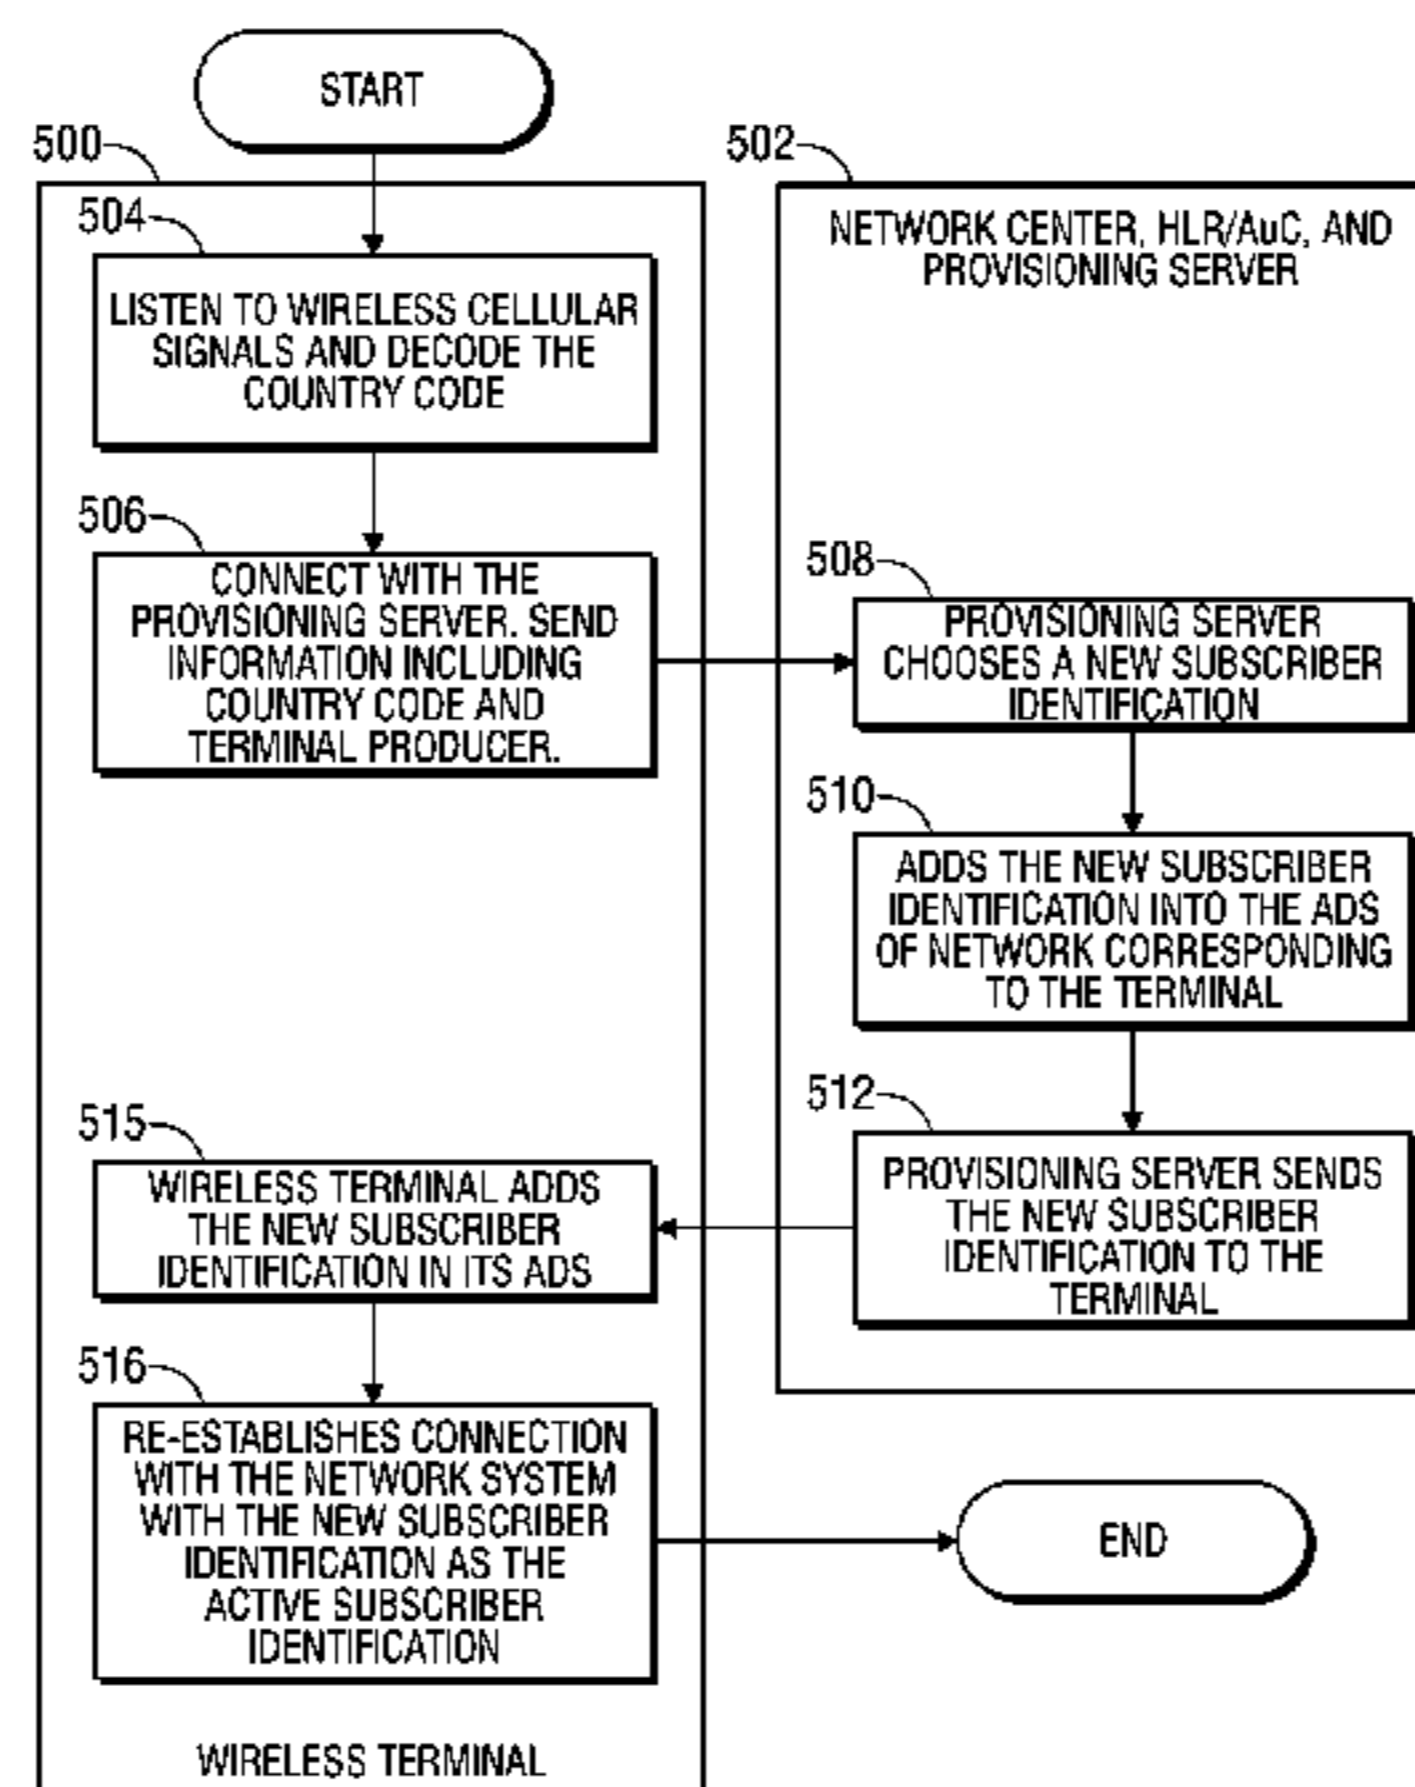 START
500
502
504
LISTEN TO WIRELESS CELLULAR
SIGNALS AND DECODE THE
COUNTRY CODE
NETWORK CENTER, HLR/AuC, AND
PROVISIONING SERVER
506
CONNECT WITH THE
PROVISIONING SERVER. SEND
INFORMATION INCLUDING
COUNTRY CODE AND
TERMINAL PRODUCER.
508
PROVISIONING SERVER
CHOOSES A NEW SUBSCRIBER
IDENTIFICATION
510
ADDS THE NEW SUBSCRIBER
IDENTIFICATION INTO THE ADS
OF NETWORK CORRESPONDING
TO THE TERMINAL
512
PROVISIONING SERVER SENDS
THE NEW SUBSCRIBER
IDENTIFICATION TO THE
TERMINAL
515
WIRELESS TERMINAL ADDS
THE NEW SUBSCRIBER
IDENTIFICATION IN ITS ADS
516
RE-ESTABLISHES CONNECTION
WITH THE NETWORK SYSTEM
WITH THE NEW SUBSCRIBER
IDENTIFICATION AS THE
ACTIVE SUBSCRIBER
IDENTIFICATION
END
WIRELESS TERMINAL